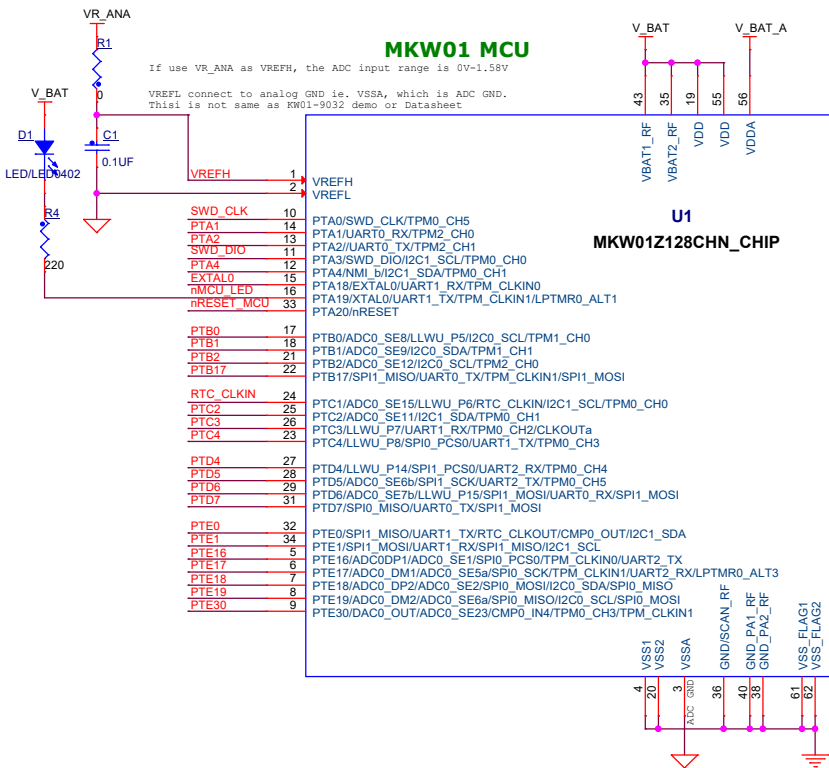 VR_ANA
R1
0
MKW01 MCU
If use VR_ANA as VREFH, the ADC input range is 0V-1.58V
VREFL connect to analog GND ie. VSSA, which is ADC GND.
Thisi is not same as KW01-9032 demo or Datasheet
V_BAT
D1
LED/LED0402
C1
0.1UF
R4
220
V_BAT
V_BAT_A
43
35
19
55
56
VBAT1_RF
VBAT2_RF
VDD
VDD
VDDA
U1
MKW01Z128CHN_CHIP
VREFH 1 VREFH
2 VREFL
SWD_CLK 10 PTA0/SWD_CLK/TPM0_CH5
PTA1 14 PTA1/UART0_RX/TPM2_CH0
PTA2 13 PTA2//UART0_TX/TPM2_CH1
SWD_DIO 11 PTA3/SWD_DIO/I2C1_SCL/TPM0_CH0
PTA4 12 PTA4/NMI_b/I2C1_SDA/TPM0_CH1
EXTAL0 15 PTA18/EXTAL0/UART1_RX/TPM_CLKIN0
nMCU_LED 16 PTA19/XTAL0/UART1_TX/TPM_CLKIN1/LPTMR0_ALT1
nRESET_MCU 33 PTA20/nRESET
PTB0 17 PTB0/ADC0_SE8/LLWU_P5/I2C0_SCL/TPM1_CH0
PTB1 18 PTB1/ADC0_SE9/I2C0_SDA/TPM1_CH1
PTB2 21 PTB2/ADC0_SE12/I2C0_SCL/TPM2_CH0
PTB17 22 PTB17/SPI1_MISO/UART0_TX/TPM_CLKIN1/SPI1_MOSI
RTC_CLKIN 24 PTC1/ADC0_SE15/LLWU_P6/RTC_CLKIN/I2C1_SCL/TPM0_CH0
PTC2 25 PTC2/ADC0_SE11/I2C1_SDA/TPM0_CH1
PTC3 26 PTC3/LLWU_P7/UART1_RX/TPM0_CH2/CLKOUTa
PTC4 23 PTC4/LLWU_P8/SPI0_PCS0/UART1_TX/TPM0_CH3
PTD4 27 PTD4/LLWU_P14/SPI1_PCS0/UART2_RX/TPM0_CH4
PTD5 28 PTD5/ADC0_SE6b/SPI1_SCK/UART2_TX/TPM0_CH5
PTD6 29 PTD6/ADC0_SE7b/LLWU_P15/SPI1_MOSI/UART0_RX/SPI1_MOSI
PTD7 31 PTD7/SPI0_MISO/UART0_TX/SPI1_MOSI
PTE0 32 PTE0/SPI1_MISO/UART1_TX/RTC_CLKOUT/CMP0_OUT/I2C1_SDA
PTE1 34 PTE1/SPI1_MOSI/UART1_RX/SPI1_MISO/I2C1_SCL
PTE16 5 PTE16/ADC0DP1/ADC0_SE1/SPI0_PCS0/TPM_CLKIN0/UART2_TX
PTE17 6 PTE17/ADC0_DM1/ADC0_SE5a/SPI0_SCK/TPM_CLKIN1/UART2_RX/LPTMR0_ALT3
PTE18 7 PTE18/ADC0_DP2/ADC0_SE2/SPI0_MOSI/I2C0_SDA/SPI0_MISO
PTE19 8 PTE19/ADC0_DM2/ADC0_SE6a/SPI0_MISO/I2C0_SCL/SPI0_MOSI
PTE30 9 PTE30/DAC0_OUT/ADC0_SE23/CMP0_IN4/TPM0_CH3/TPM_CLKIN1
VSS1
VSS2
VSSA
GND/SCAN_RF
GND_PA1_RF
GND_PA2_RF
VSS_FLAG1
VSS_FLAG2
4
20
3
36
40
38
61
62
ADC GND